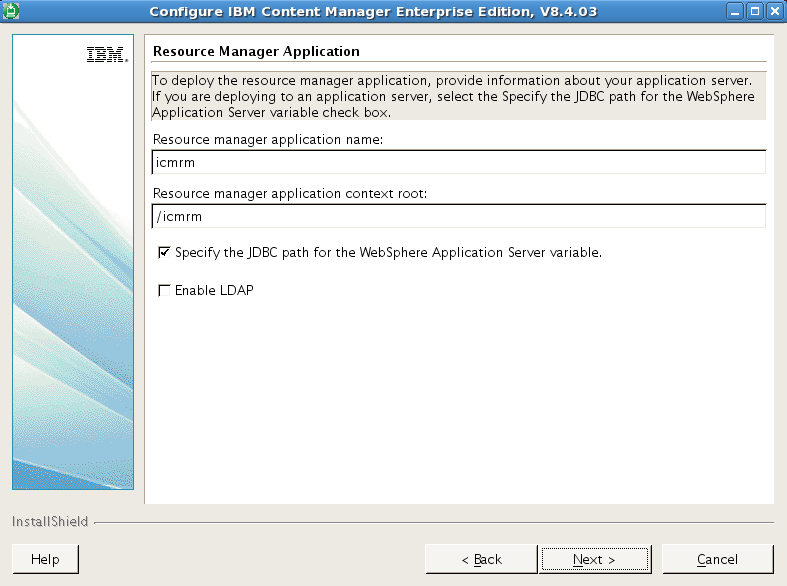 Configure IBM Content Manager Enterprise Edition, V8.4.03
IBM.
Resource Manager Application
To deploy the resource manager application, provide information about your application server.
If you are deploying to an application server, select the Specify the JDBC path for the WebSphere
Application Server variable check box.
Resource manager application name:
icmrm
Resource manager application context root:
/icmrm
Specify the JDBC path for the WebSphere Application Server variable.
Enable LDAP
InstallShield
Help
< Back
Next >
Cancel